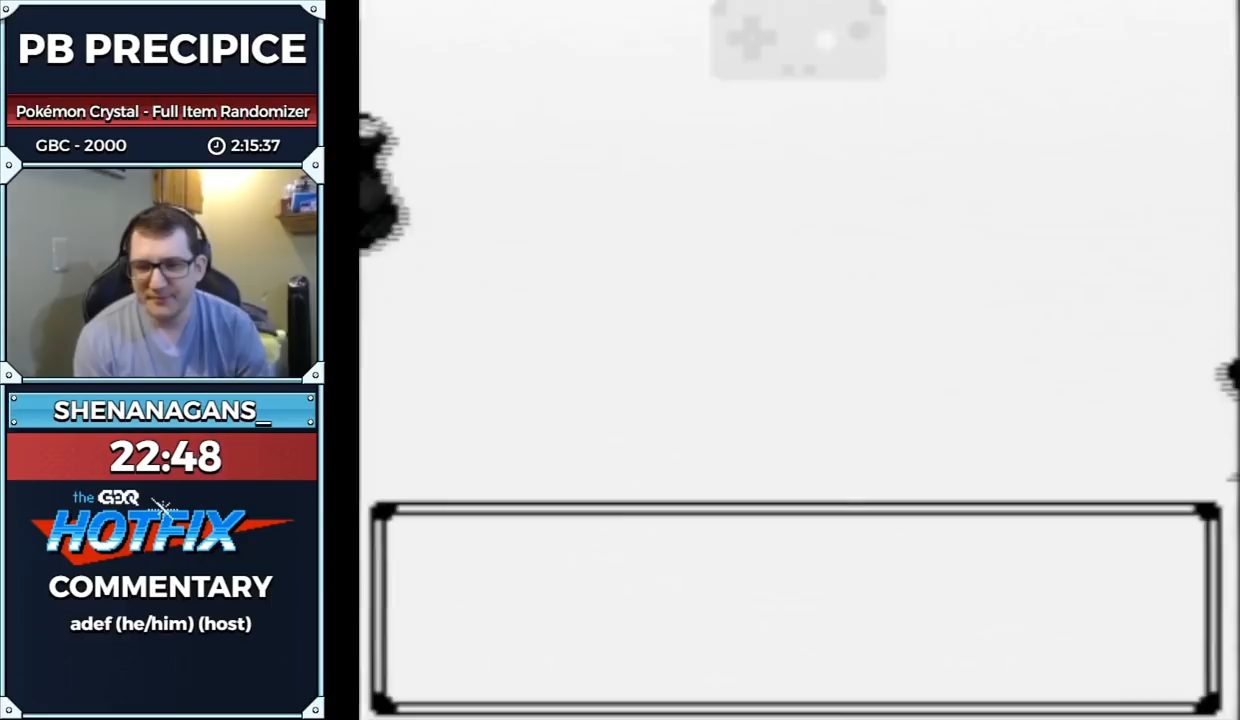 PB PRECIPICE
Pokémon Crystal - Full Item Randomizer
GBC - 2000
2:15:37
SHENANAGANS_
22:48
the GDQ
HOTFIX
COMMENTARY
adef (he/him) (host)